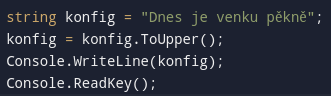 string konfig = "Dnes je venku pěkně";
konfig = konfig.ToUpper();
Console.WriteLine(konfig);
Console.ReadKey();